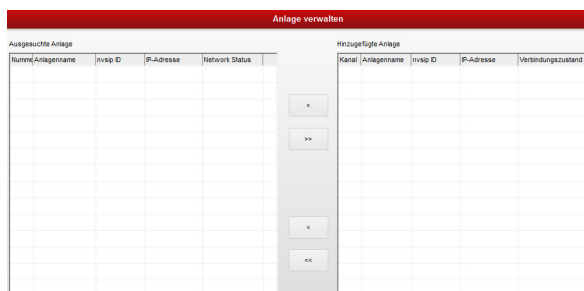 Anlage verwalten
Ausgesuchte Anlage
Hinzugefügte Anlage
Numme Anlagenname nvsip ID IP-Adresse Network Status
Kanal Anlagenname nvsip ID IP-Adresse Verbindungszustand
>
>>
<
<<